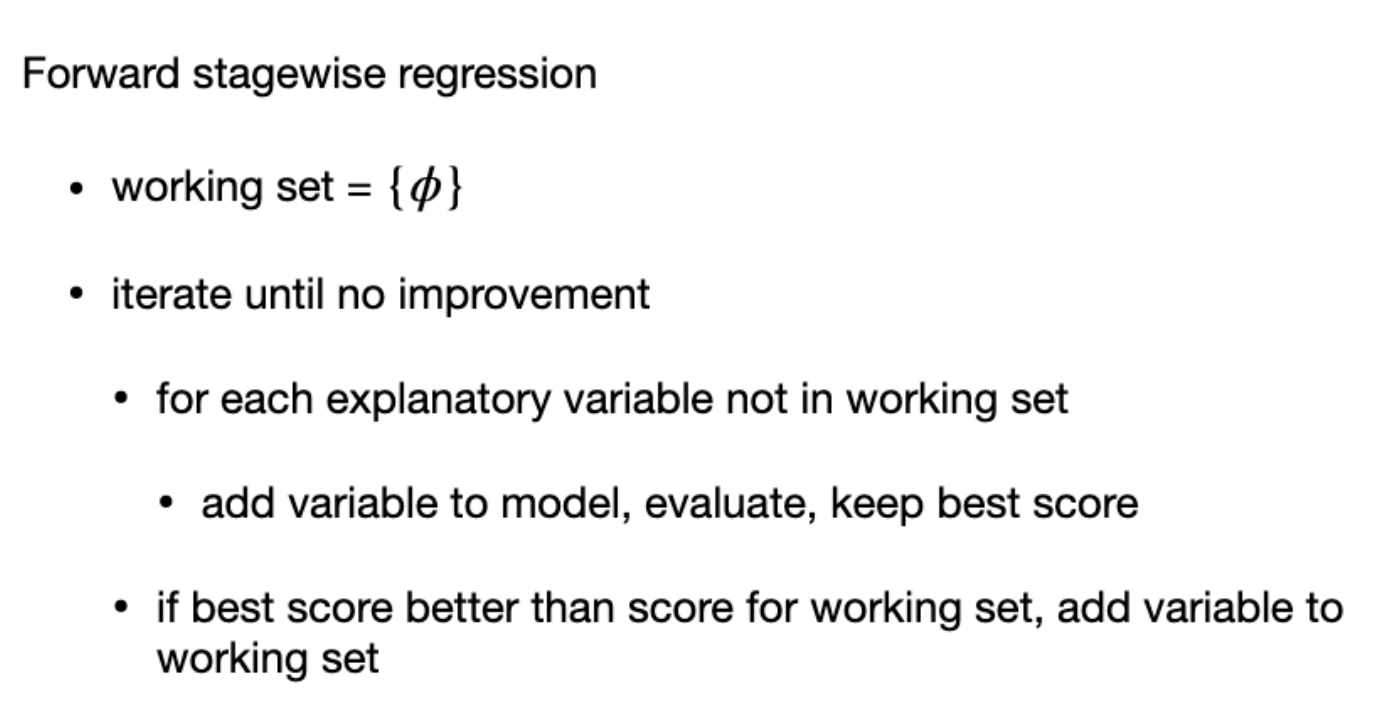 Forward stagewise regression
• working set = {ϕ}
• iterate until no improvement
• for each explanatory variable not in working set
• add variable to model, evaluate, keep best score
• if best score better than score for working set, add variable to
working set